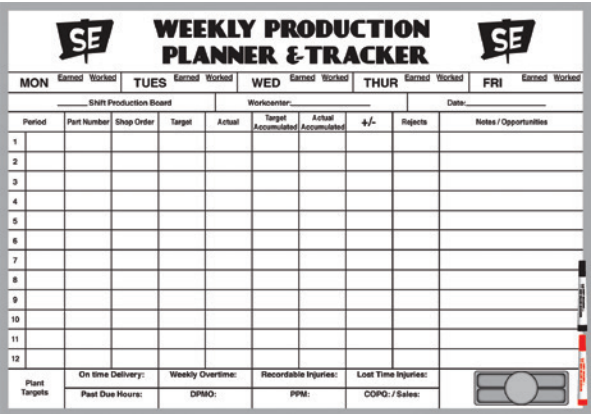 SE WEEKLY PRODUCTION SE
PLANNER & TRACKER
MON Earned Worked TUES Earned Worked WED Earned Worked THUR Earned Worked FRI Earned Worked
Shift Production Board Workcenter: Date:
Period Part Number Shop Order Target Actual Target Accumulated Actual Accumulated +/- Rejects Notes / Opportunities
1
2
3
4
5
6
7
8
9
10
11
12
Plant Targets
On time Delivery: Weekly Overtime: Recordable Injuries: Lost Time Injuries:
Past Due Hours: DPMO: PPM: COPQ: / Sales: